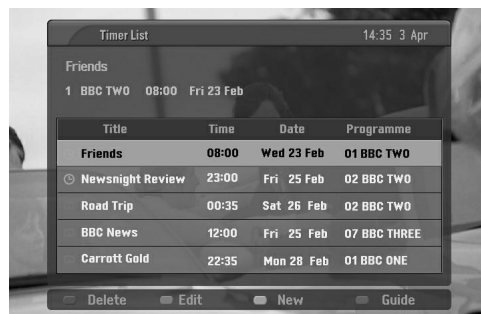 Timer List 14:35 3 Apr
Friends
1 BBC TWO 08:00 Fri 23 Feb
Title Time Date Programme
Friends 08:00 Wed 23 Feb 01 BBC TWO
Newsnight Review 23:00 Fri 25 Feb 02 BBC TWO
Road Trip 00:35 Sat 26 Feb 02 BBC TWO
BBC News 12:00 Fri 25 Feb 07 BBC THREE
Carrott Gold 22:35 Mon 28 Feb 01 BBC ONE
Delete Edit New Guide